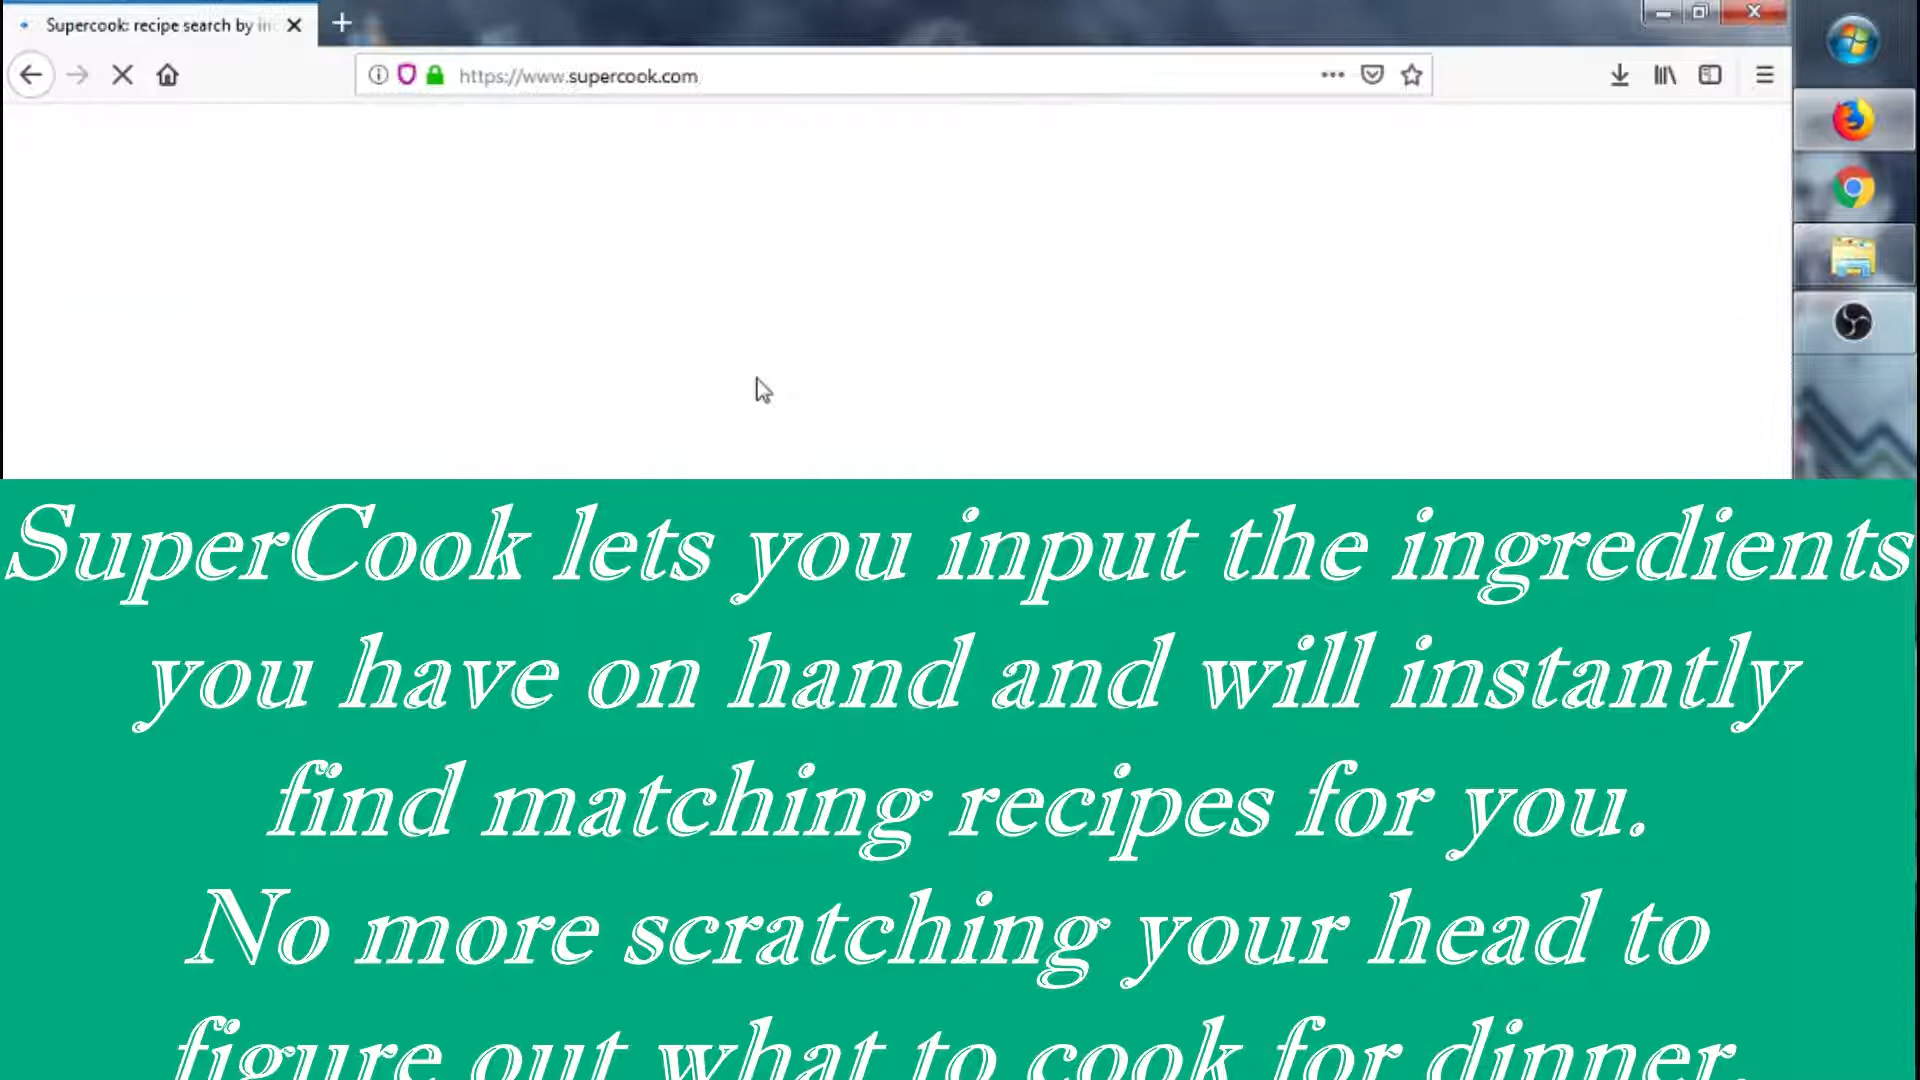 Supercook: recipe search by in
https://www.supercook.com
SuperCook lets you input the ingredients
you have on hand and will instantly
find matching recipes for you.
No more scratching your head to
figure out what to cook for dinner.